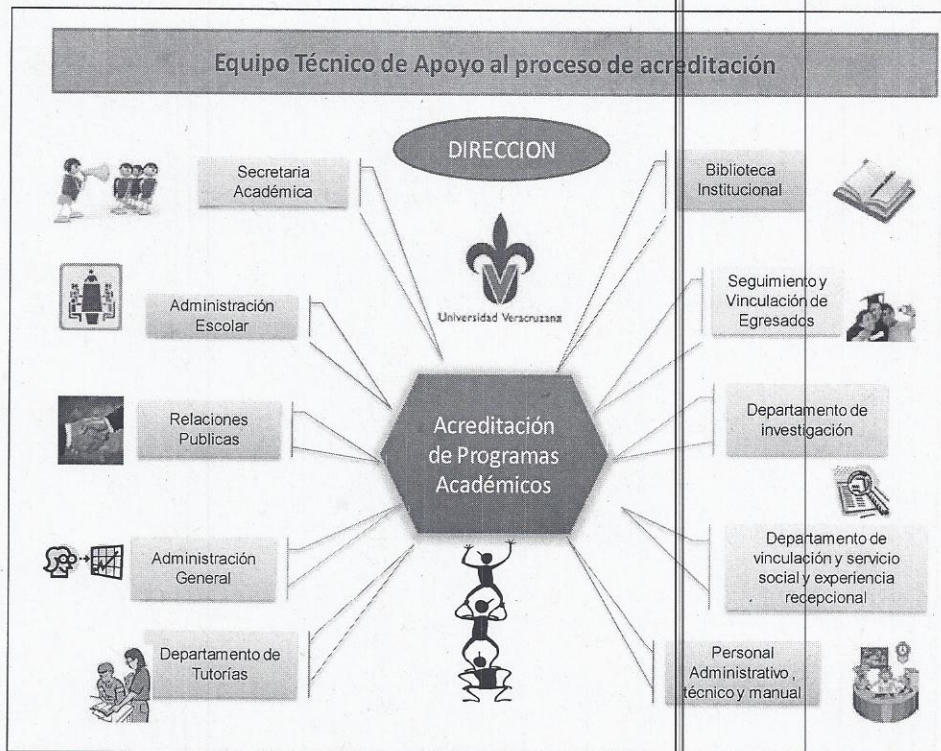 Equipo Técnico de Apoyo al proceso de acreditación
DIRECCION
Secretaria
Académica
Administración
Escolar
Relaciones
Publicas
Administración
General
Departamento de
Tutorías
Universidad Veracruzana
Acreditación
de Programas
Académicos
Biblioteca
Institucional
Seguimiento y
Vinculación de
Egresados
Departamento de
investigación
Departamento de
vinculación y servicio
social y experiencia
recepcional
Personal
Administrativo,
técnico y manual